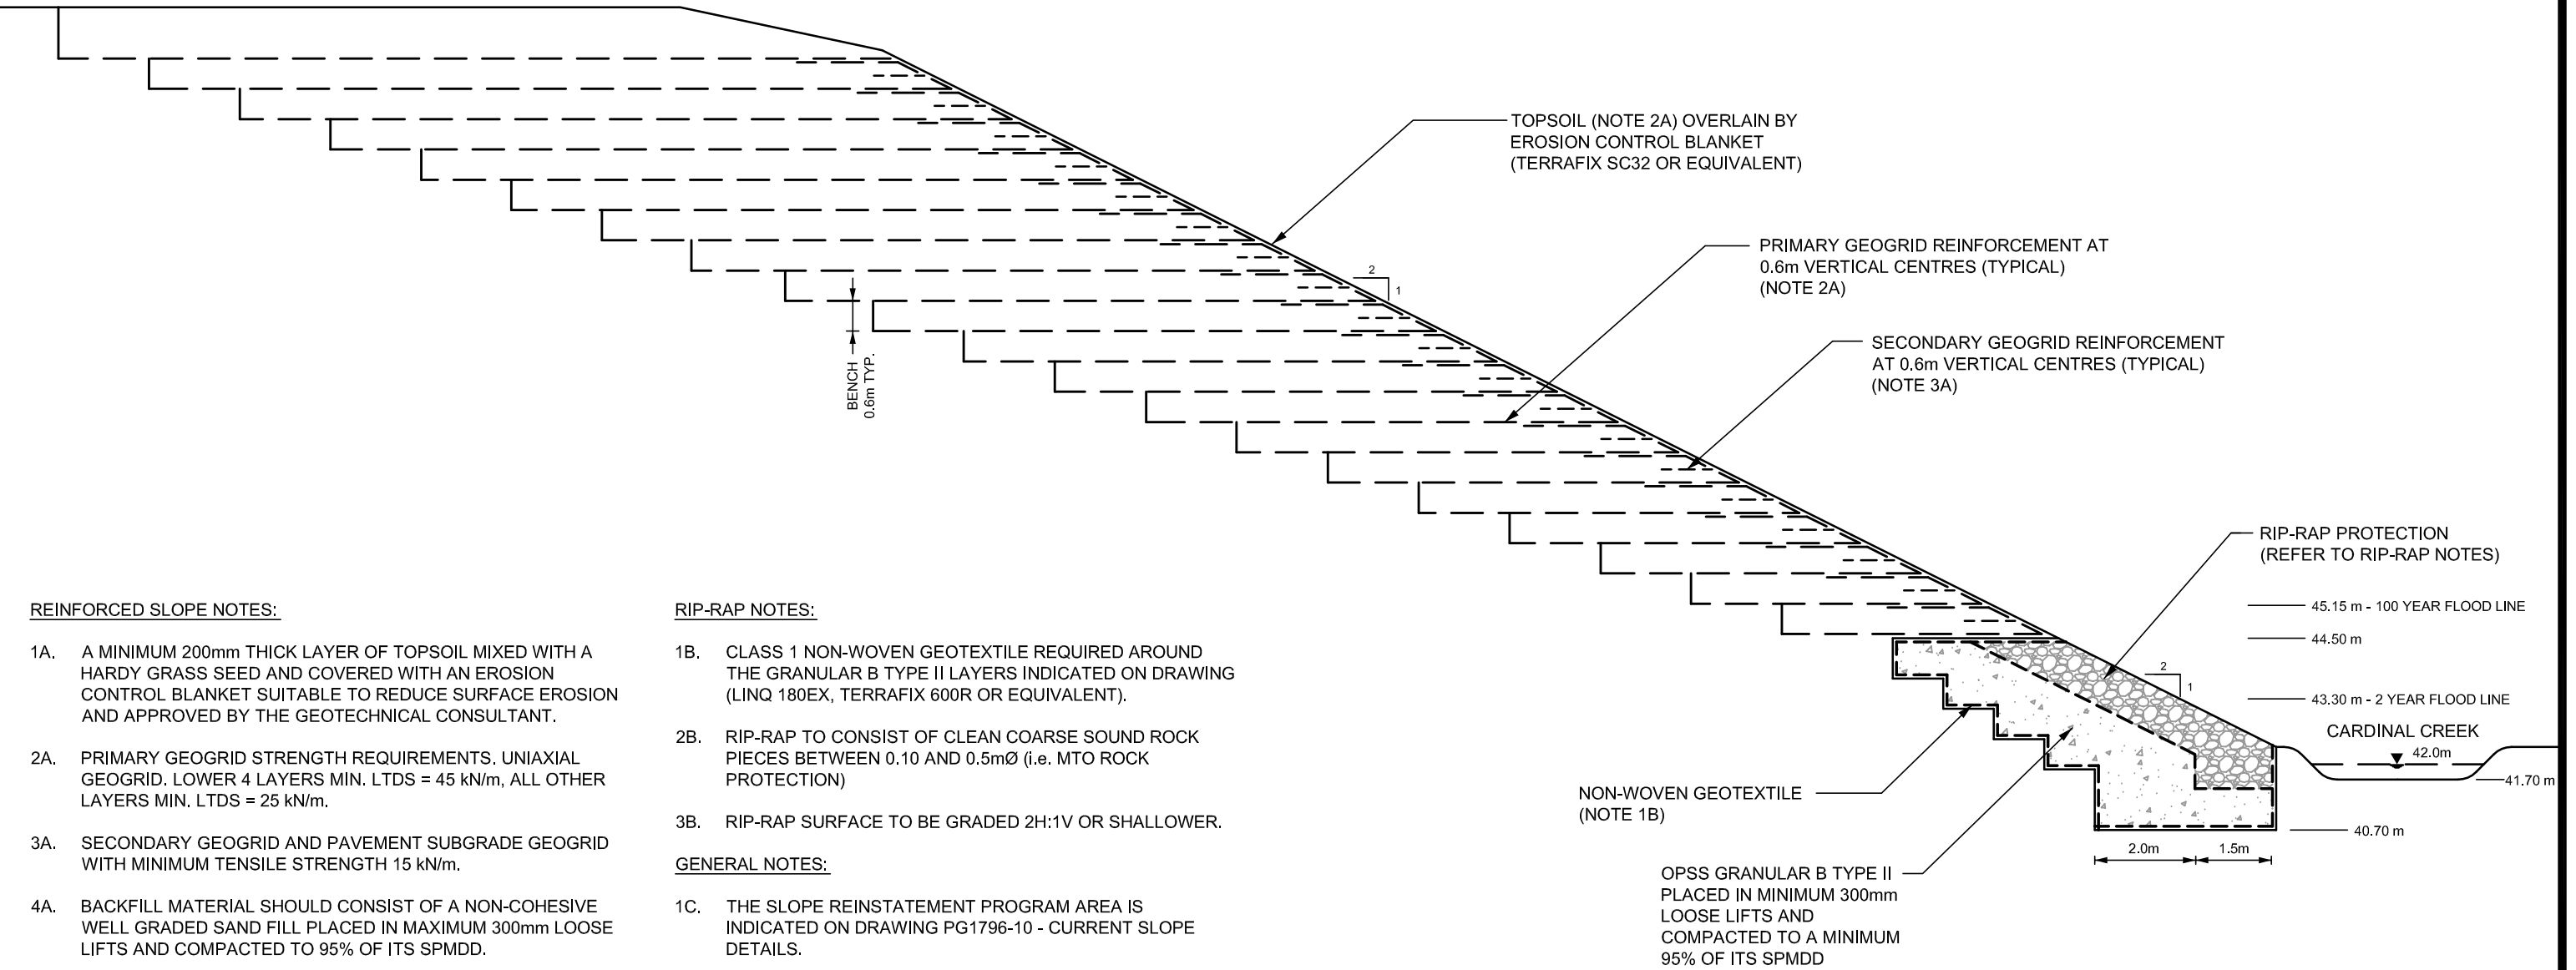 TOPSOIL (NOTE 2A) OVERLAIN BY
EROSION CONTROL BLANKET
(TERRAFIX SC32 OR EQUIVALENT)
2
1
PRIMARY GEOGRID REINFORCEMENT AT
0.6m VERTICAL CENTRES (TYPICAL)
(NOTE 2A)
SECONDARY GEOGRID REINFORCEMENT
AT 0.6m VERTICAL CENTRES (TYPICAL)
(NOTE 3A)
BENCH
0.6m TYP.
RIP-RAP PROTECTION
(REFER TO RIP-RAP NOTES)
45.15 m - 100 YEAR FLOOD LINE
44.50 m
2
1
43.30 m - 2 YEAR FLOOD LINE
CARDINAL CREEK
42.0m
41.70 m
40.70 m
2.0m
1.5m
NON-WOVEN GEOTEXTILE
(NOTE 1B)
OPSS GRANULAR B TYPE II
PLACED IN MINIMUM 300mm
LOOSE LIFTS AND
COMPACTED TO A MINIMUM
95% OF ITS SPMDD
REINFORCED SLOPE NOTES:
1A. A MINIMUM 200mm THICK LAYER OF TOPSOIL MIXED WITH A
HARDY GRASS SEED AND COVERED WITH AN EROSION
CONTROL BLANKET SUITABLE TO REDUCE SURFACE EROSION
AND APPROVED BY THE GEOTECHNICAL CONSULTANT.
2A. PRIMARY GEOGRID STRENGTH REQUIREMENTS. UNIAXIAL
GEOGRID. LOWER 4 LAYERS MIN. LTDS = 45 kN/m, ALL OTHER
LAYERS MIN. LTDS = 25 kN/m.
3A. SECONDARY GEOGRID AND PAVEMENT SUBGRADE GEOGRID
WITH MINIMUM TENSILE STRENGTH 15 kN/m.
4A. BACKFILL MATERIAL SHOULD CONSIST OF A NON-COHESIVE
WELL GRADED SAND FILL PLACED IN MAXIMUM 300mm LOOSE
LIFTS AND COMPACTED TO 95% OF ITS SPMDD.
RIP-RAP NOTES:
1B. CLASS 1 NON-WOVEN GEOTEXTILE REQUIRED AROUND
THE GRANULAR B TYPE II LAYERS INDICATED ON DRAWING
(LINQ 180EX, TERRAFIX 600R OR EQUIVALENT).
2B. RIP-RAP TO CONSIST OF CLEAN COARSE SOUND ROCK
PIECES BETWEEN 0.10 AND 0.5mØ (i.e. MTO ROCK
PROTECTION)
3B. RIP-RAP SURFACE TO BE GRADED 2H:1V OR SHALLOWER.
GENERAL NOTES:
1C. THE SLOPE REINSTATEMENT PROGRAM AREA IS
INDICATED ON DRAWING PG1796-10 - CURRENT SLOPE
DETAILS.